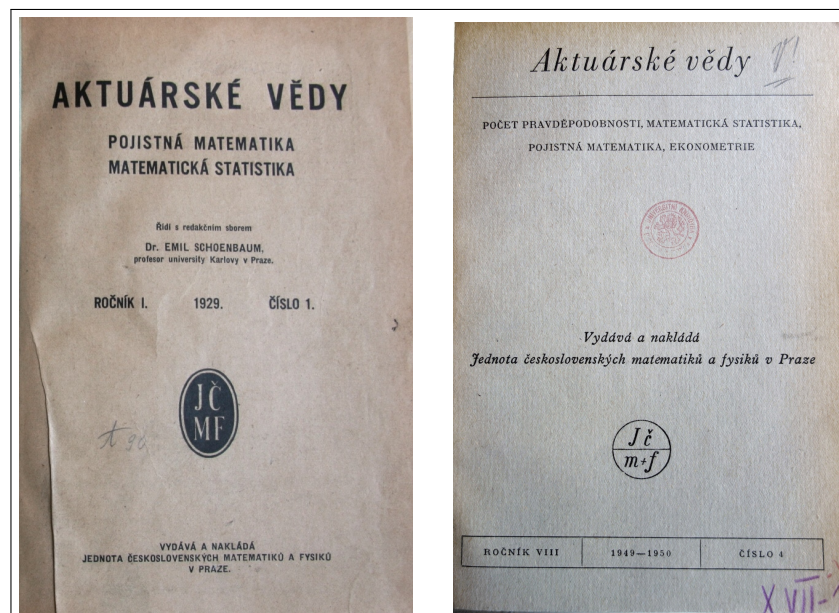 AKTUÁRSKÉ VĚDY
POJISTNÁ MATEMATIKA
MATEMATICKÁ STATISTIKA
Řídí s redakčním sborem
Dr. EMIL SCHOENBAUM,
profesor university Karlovy v Praze.
ROČNÍK I. 1929. ČÍSLO 1.
JČ
MF
VYDÁVÁ A NAKLÁDÁ
JEDNOTA ČESKOSLOVENSKÝCH MATEMATIKŮ A FYSIKŮ
V PRAZE.
Aktuárské vědy
POČET PRAVDĚPODOBNOSTI, MATEMATICKÁ STATISTIKA,
POJISTNÁ MATEMATIKA, EKONOMETRIE
Vydává a nakládá
Jednota československých matematiků a fysiků v Praze
J č
m+f
ROČNÍK VIII 1949—1950 ČÍSLO 4